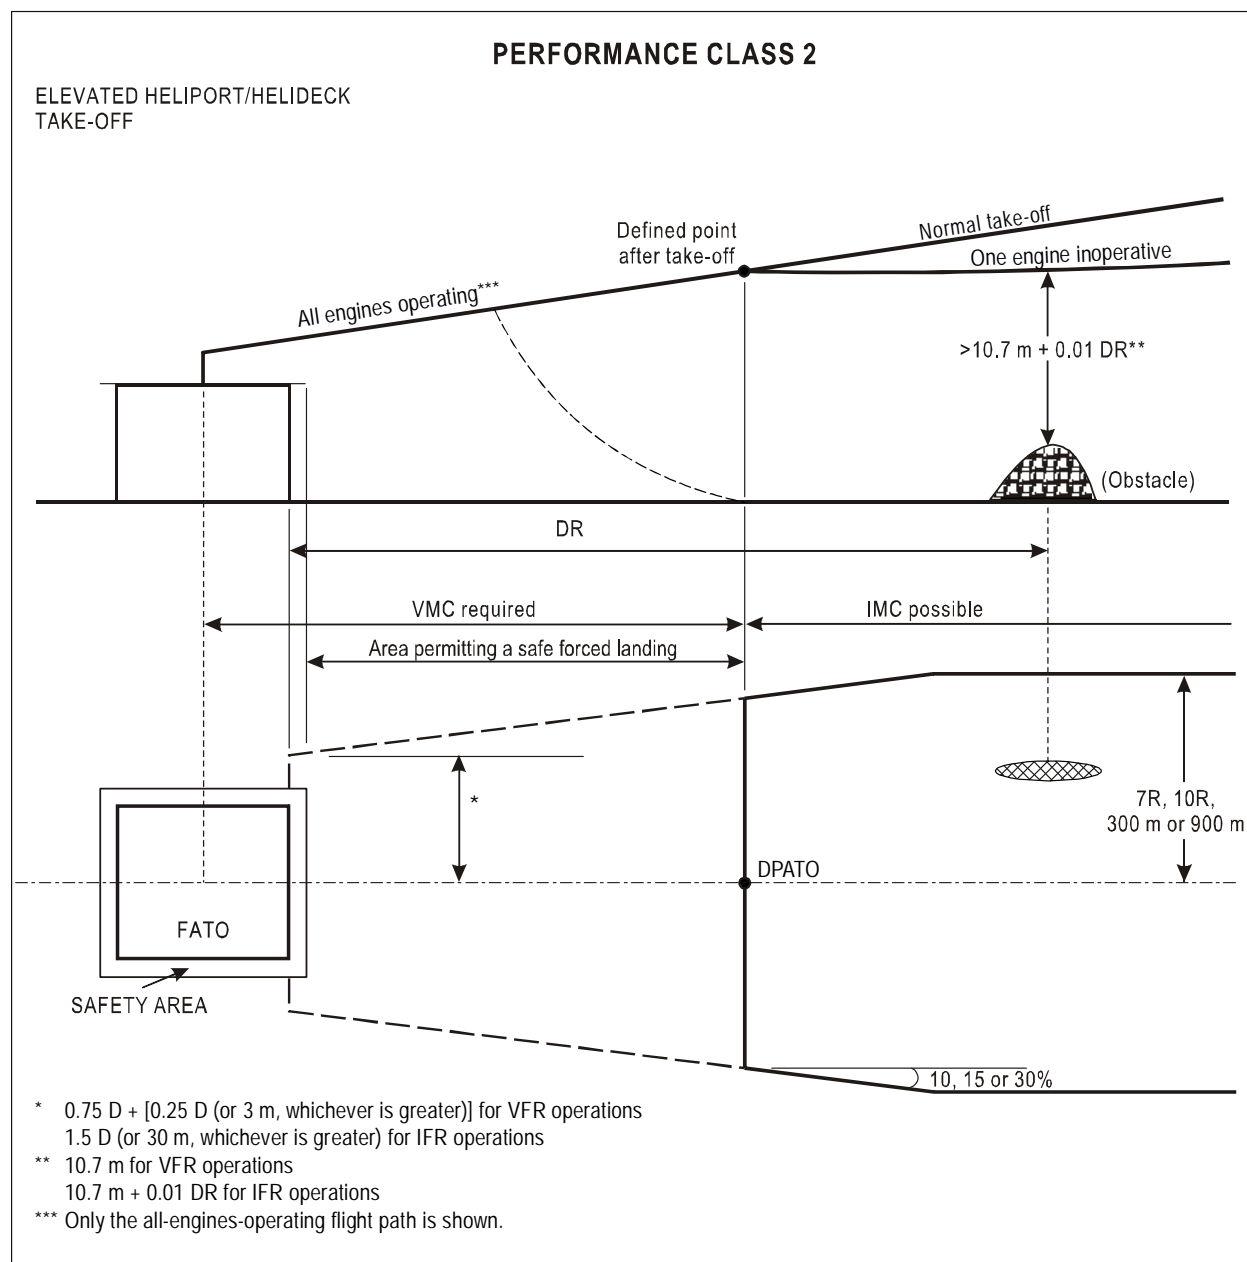 PERFORMANCE CLASS 2
ELEVATED HELIPORT/HELIDECK
TAKE-OFF
Defined point
after take-off
Normal take-off
One engine inoperative
All engines operating***
>10.7 m + 0.01 DR**
(Obstacle)
DR
VMC required
IMC possible
Area permitting a safe forced landing
*
7R, 10R,
300 m or 900 m
DPATO
FATO
SAFETY AREA
10, 15 or 30%
* 0.75 D + [0.25 D (or 3 m, whichever is greater)] for VFR operations
1.5 D (or 30 m, whichever is greater) for IFR operations
** 10.7 m for VFR operations
10.7 m + 0.01 DR for IFR operations
*** Only the all-engines-operating flight path is shown.